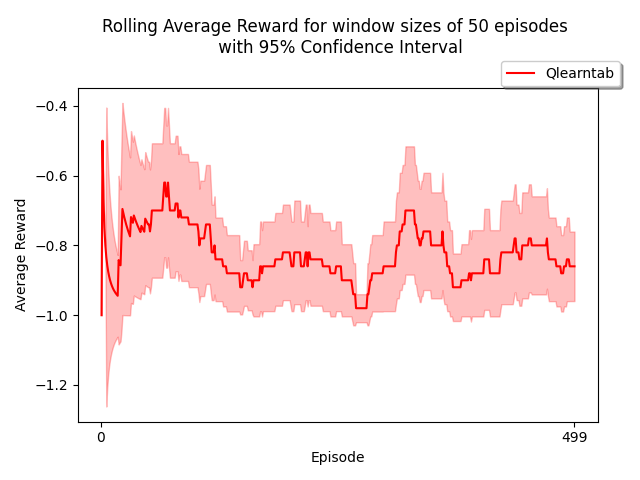 Rolling Average Reward for window sizes of 50 episodes
with 95% Confidence Interval
Qlearntab
−0.4
−0.6
−0.8
−1.0
−1.2
Average Reward
0
499
Episode